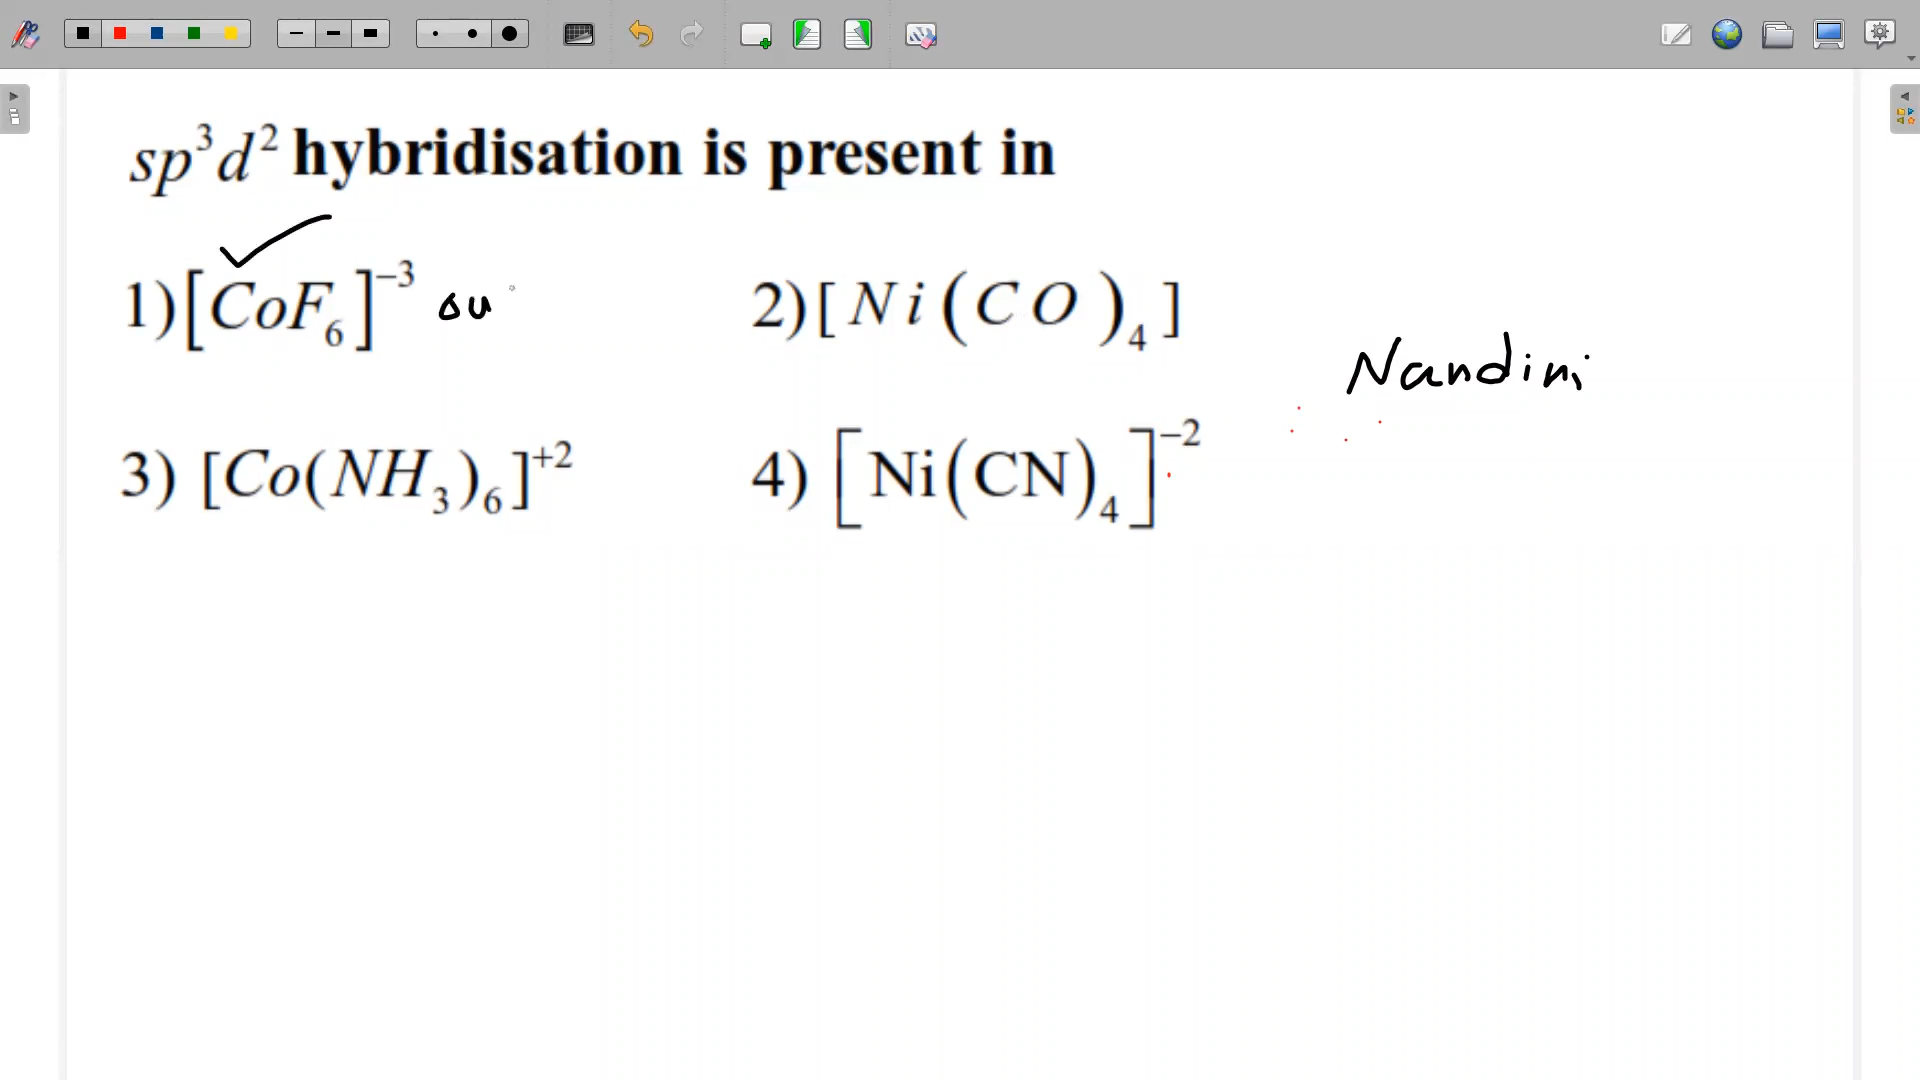 sp³d² hybridisation is present in
1) [CoF₆]⁻³ ou
2) [Ni(CO)₄]
Nandini
3) [Co(NH₃)₆]⁺²
4) [Ni(CN)₄]⁻²